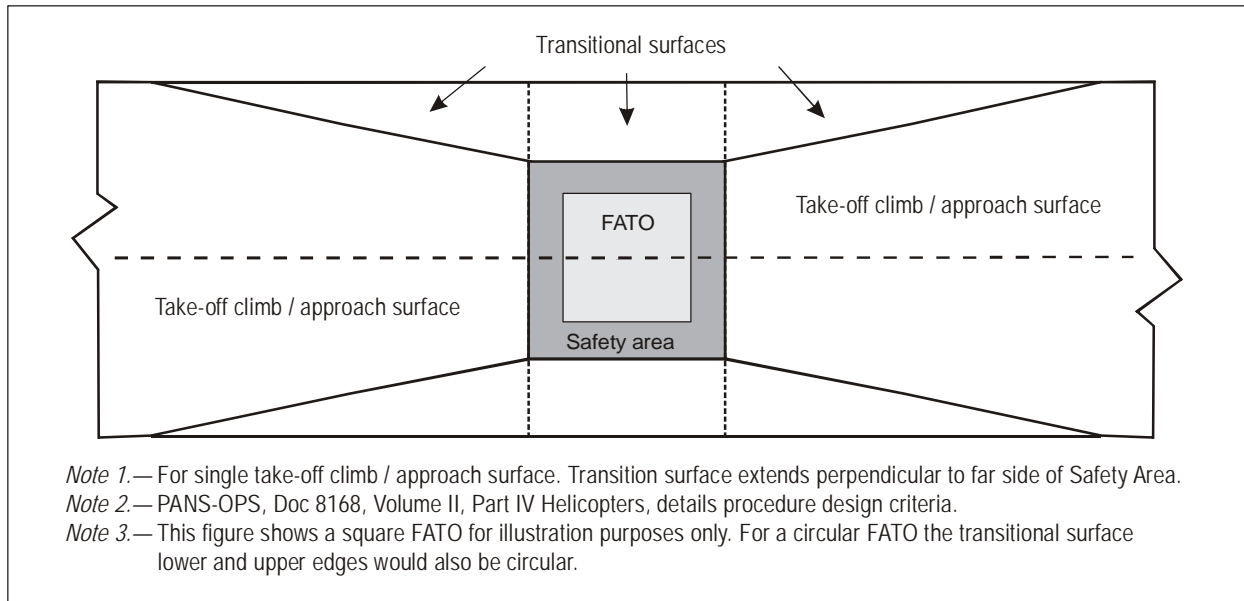 Transitional surfaces
Take-off climb / approach surface
FATO
Take-off climb / approach surface
Safety area
Note 1.— For single take-off climb / approach surface. Transition surface extends perpendicular to far side of Safety Area.
Note 2.— PANS-OPS, Doc 8168, Volume II, Part IV Helicopters, details procedure design criteria.
Note 3.— This figure shows a square FATO for illustration purposes only. For a circular FATO the transitional surface
lower and upper edges would also be circular.